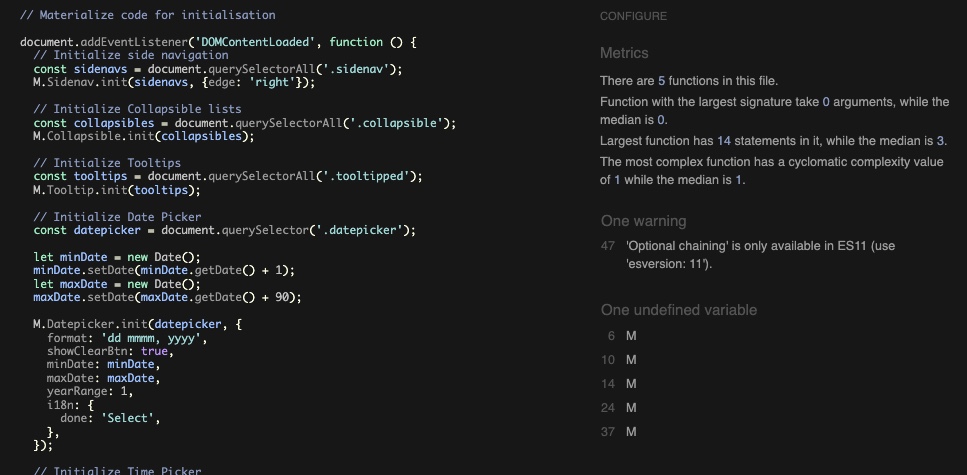 // Materialize code for initialisation
document.addEventListener('DOMContentLoaded', function () {
// Initialize side navigation
const sidenavs = document.querySelectorAll('.sidenav');
M.Sidenav.init(sidenavs, {edge: 'right'});
// Initialize Collapsible lists
const collapsibles = document.querySelectorAll('.collapsible');
M.Collapsible.init(collapsibles);
// Initialize Tooltips
const tooltips = document.querySelectorAll('.tooltipped');
M.Tooltip.init(tooltips);
// Initialize Date Picker
const datepicker = document.querySelector('.datepicker');
let minDate = new Date();
minDate.setDate(minDate.getDate() + 1);
let maxDate = new Date();
maxDate.setDate(maxDate.getDate() + 90);
M.Datepicker.init(datepicker, {
format: 'dd mmmm, yyyy',
showClearBtn: true,
minDate: minDate,
maxDate: maxDate,
yearRange: 1,
i18n: {
done: 'Select',
},
});
// Initialize Time Picker
CONFIGURE
Metrics
There are 5 functions in this file.
Function with the largest signature take 0 arguments, while the
median is 0.
Largest function has 14 statements in it, while the median is 3.
The most complex function has a cyclomatic complexity value
of 1 while the median is 1.
One warning
47 'Optional chaining' is only available in ES11 (use
'esversion: 11').
One undefined variable
6 M
10 M
14 M
24 M
37 M